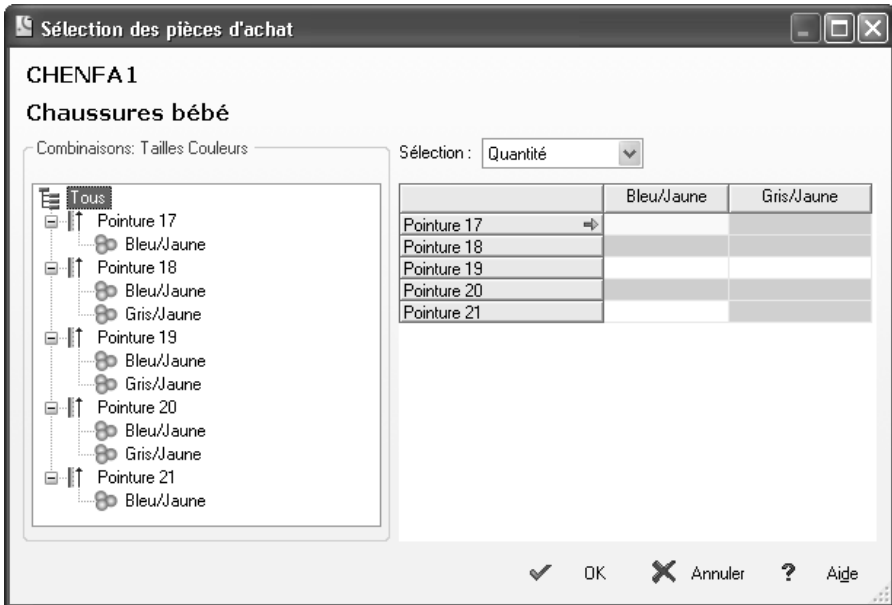 Sélection des pièces d'achat
CHENFA1
Chaussures bébé
Combinaisons: Tailles Couleurs
Tous
Pointure 17
Bleu/Jaune
Pointure 18
Bleu/Jaune
Gris/Jaune
Pointure 19
Bleu/Jaune
Gris/Jaune
Pointure 20
Bleu/Jaune
Gris/Jaune
Pointure 21
Bleu/Jaune
Sélection : Quantité
Bleu/Jaune Gris/Jaune
Pointure 17
Pointure 18
Pointure 19
Pointure 20
Pointure 21
OK Annuler ? Aide